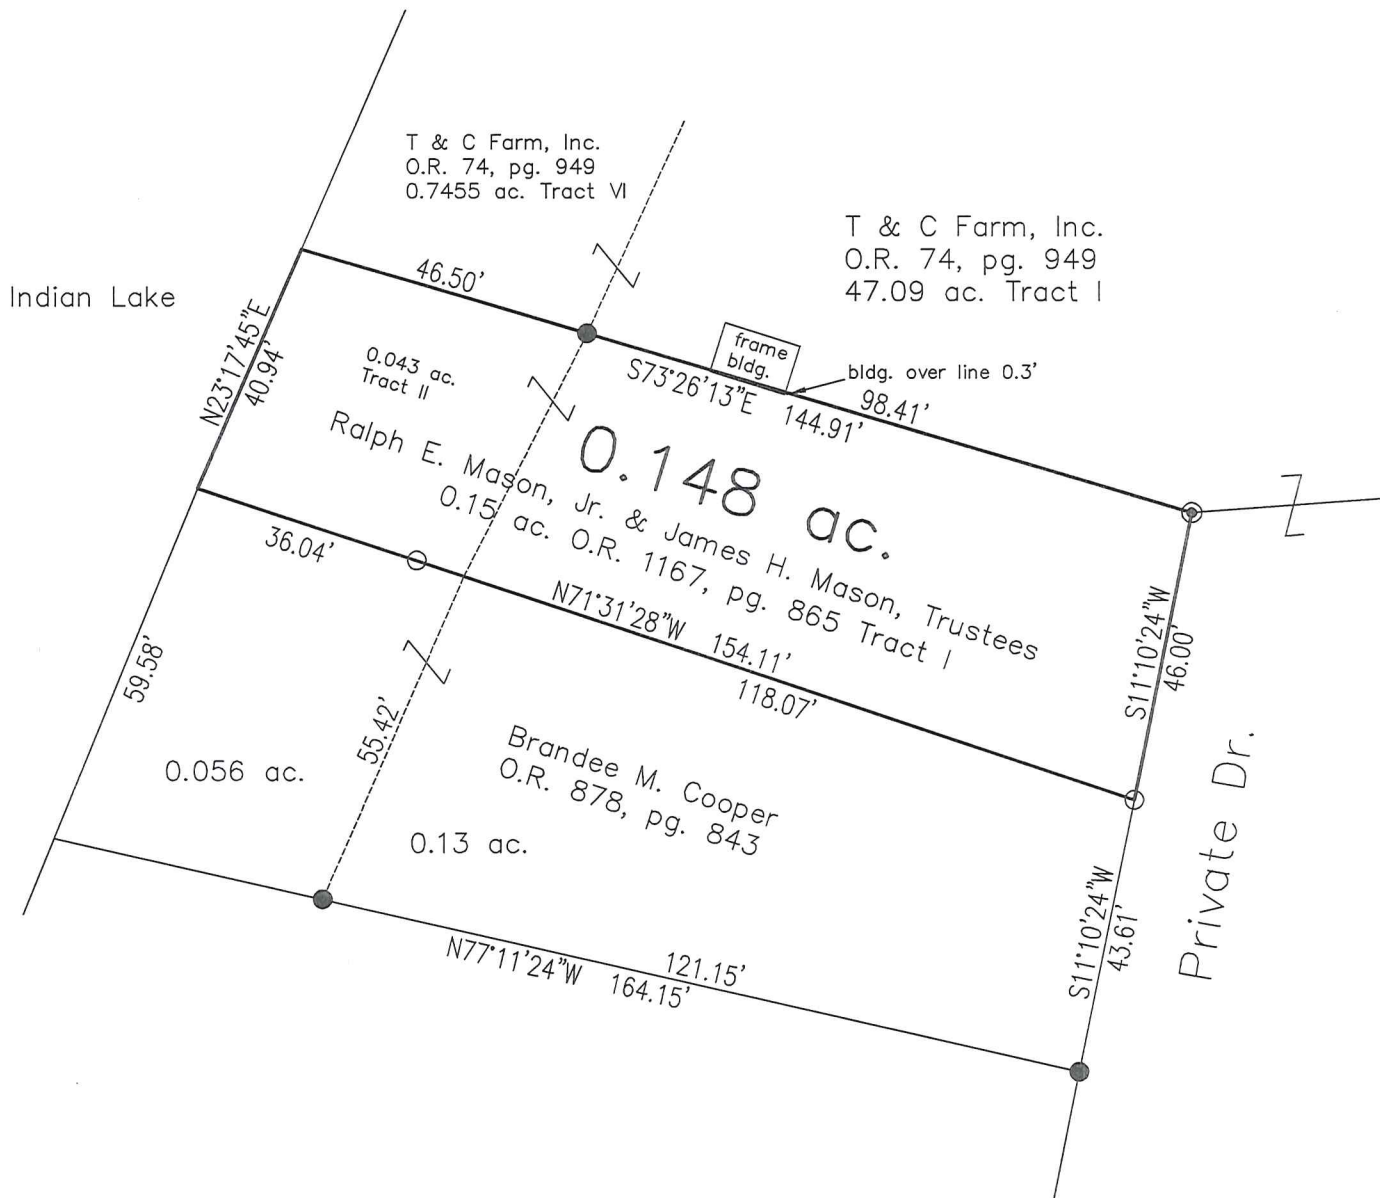 T & C Farm, Inc.
O.R. 74, pg. 949
0.7455 ac. Tract VI
T & C Farm, Inc.
O.R. 74, pg. 949
47.09 ac. Tract I
Indian Lake
46.50'
frame
bldg.
bldg. over line 0.3'
S73°26'13"E 144.91'
98.41'
N23°17'45"E
40.94'
0.043 ac.
Tract II
0.148 ac.
Ralph E. Mason, Jr. & James H. Mason, Trustees
0.15 ac. O.R. 1167, pg. 865 Tract I
36.04'
N71°31'28"W 154.11'
118.07'
S11°10'24"W
46.00'
59.58'
55.42'
0.056 ac.
Brandee M. Cooper
O.R. 878, pg. 843
0.13 ac.
Private Dr.
S11°10'24"W
43.61'
121.15'
N77°11'24"W 164.15'